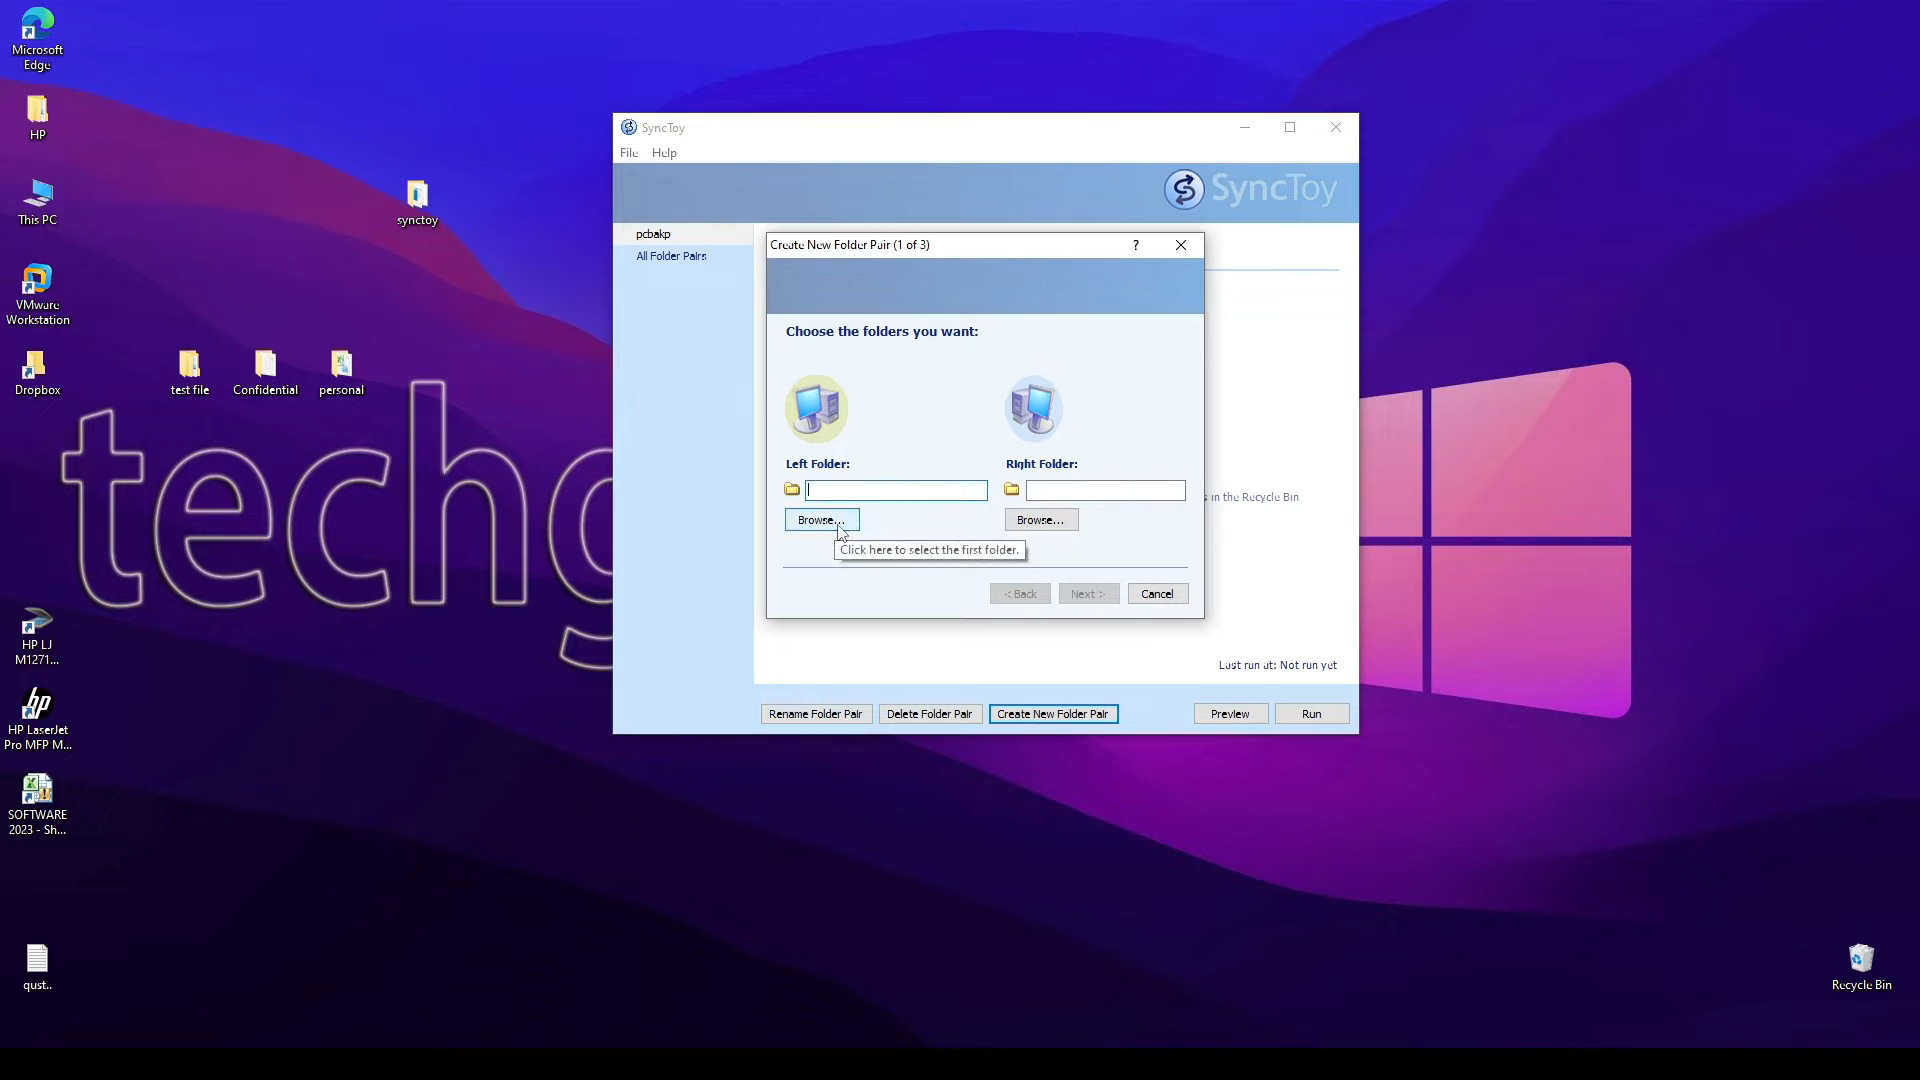 Microsoft
Edge
HP
This PC
VMware
Workstation
Dropbox
test file
Confidential
personal
synctoy
HP LJ
M1271...
HP LaserJet
Pro MFP M...
SOFTWARE
2023 - Sh...
qust..
Recycle Bin
techg
SyncToy
File Help
SyncToy
pcbakp
All Folder Pairs
Create New Folder Pair (1 of 3)
?
Choose the folders you want:
Left Folder:
Right Folder:
Browse...
Browse...
Click here to select the first folder.
< Back
Next >
Cancel
s in the Recycle Bin
Last run at: Not run yet
Rename Folder Pair
Delete Folder Pair
Create New Folder Pair
Preview
Run